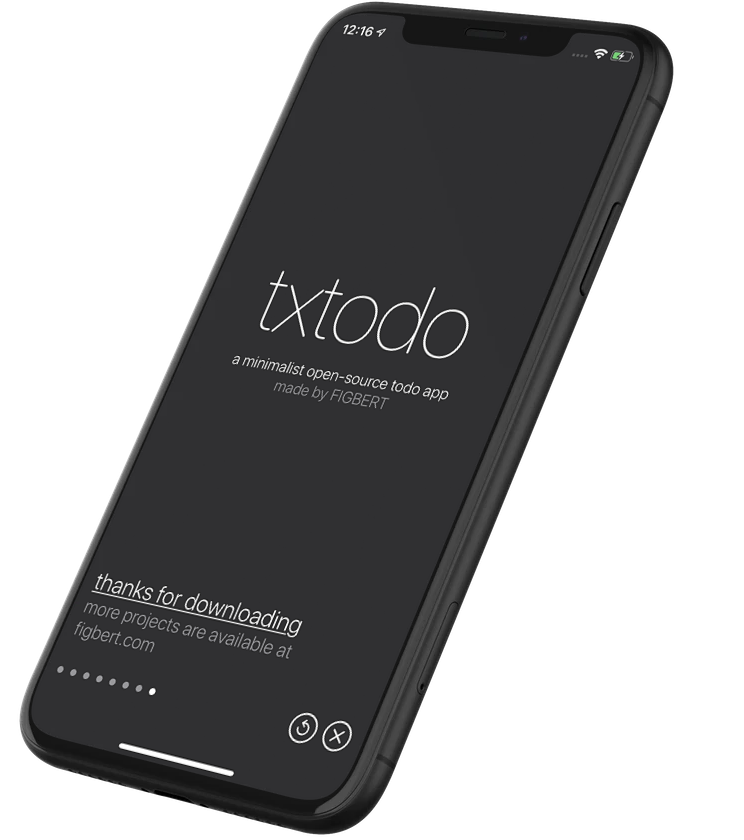 12:16
txtodo
a minimalist open-source todo app
made by FIGBERT
thanks for downloading
more projects are available at
figbert.com